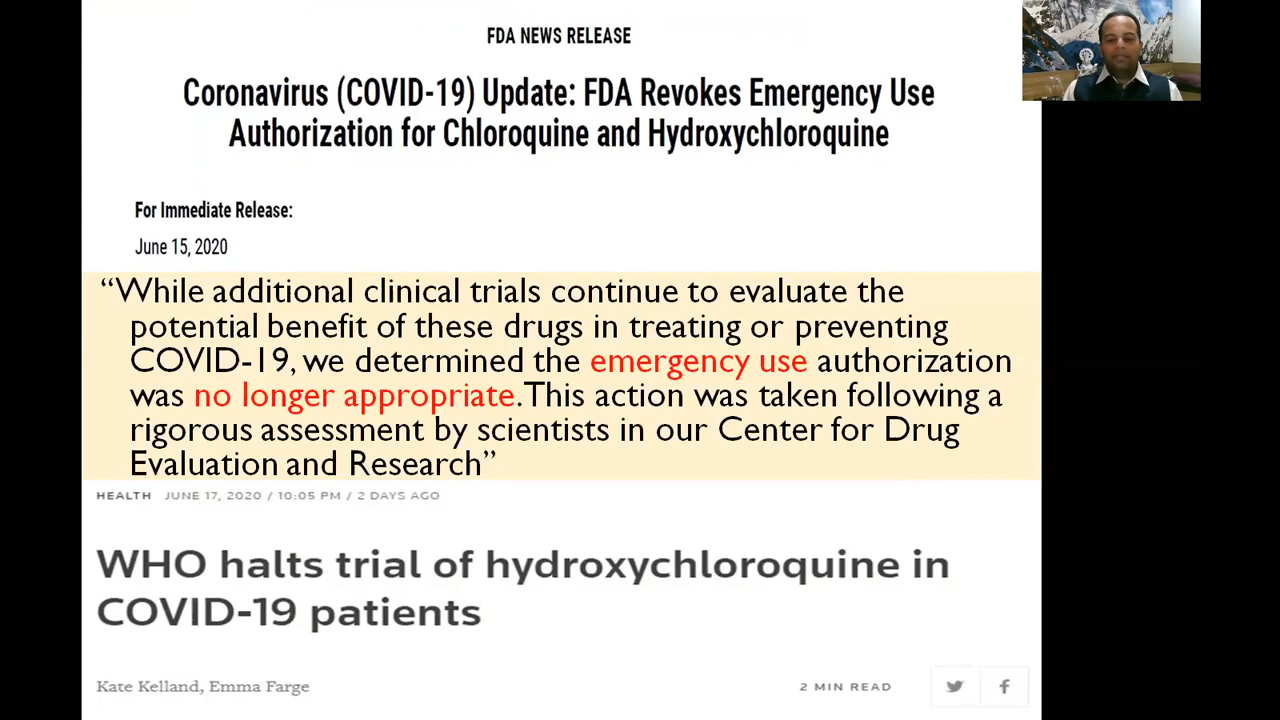 FDA NEWS RELEASE
Coronavirus (COVID-19) Update: FDA Revokes Emergency Use
Authorization for Chloroquine and Hydroxychloroquine
For Immediate Release:
June 15, 2020
“While additional clinical trials continue to evaluate the
potential benefit of these drugs in treating or preventing
COVID-19, we determined the emergency use authorization
was no longer appropriate. This action was taken following a
rigorous assessment by scientists in our Center for Drug
Evaluation and Research”
HEALTH JUNE 17, 2020 / 10:05 PM / 2 DAYS AGO
WHO halts trial of hydroxychloroquine in
COVID-19 patients
Kate Kelland, Emma Farge
2 MIN READ